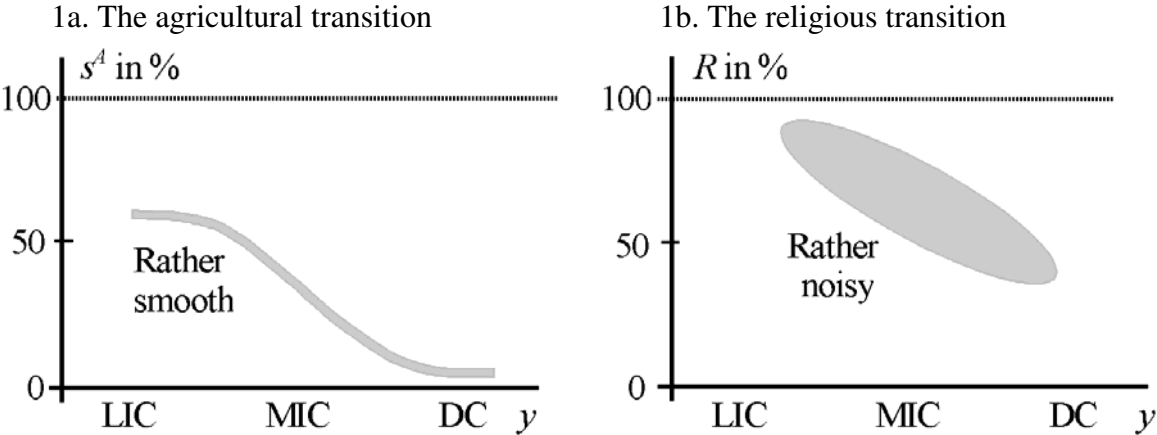 1a. The agricultural transition
s^A in %
100
50
0
Rather
smooth
LIC MIC DC y
1b. The religious transition
R in %
100
50
0
Rather
noisy
LIC MIC DC y